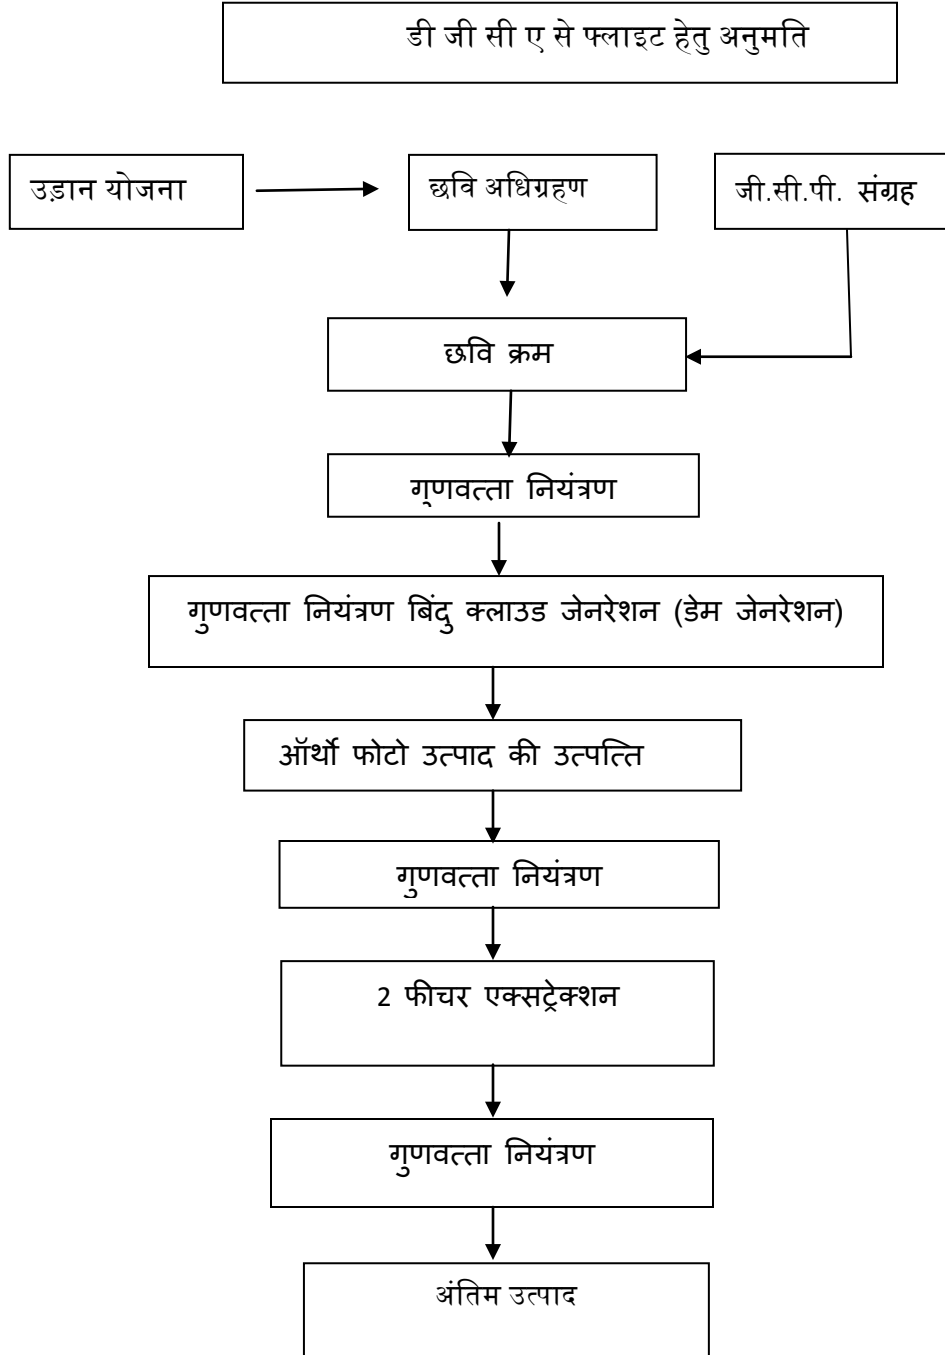 डी जी सी ए से फ्लाइट हेतु अनुमति
उड़ान योजना
छवि अधिग्रहण
जी.सी.पी. संग्रह
छवि क्रम
गुणवत्ता नियंत्रण
गुणवत्ता नियंत्रण बिंदु क्लाउड जेनरेशन (डेम जेनरेशन)
ऑर्थो फोटो उत्पाद की उत्पत्ति
गुणवत्ता नियंत्रण
2 फीचर एक्सट्रेक्शन
गुणवत्ता नियंत्रण
अंतिम उत्पाद